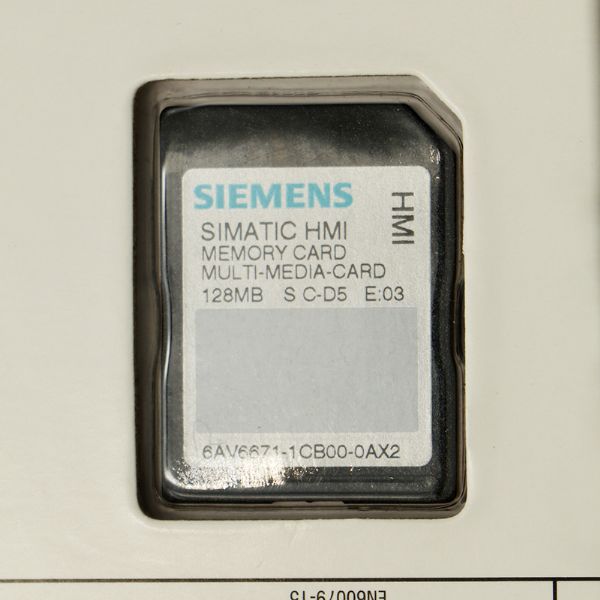 SIEMENS
HMI
SIMATIC HMI
MEMORY CARD
MULTI-MEDIA-CARD
128MB S C-D5 E:03
6AV6671-1CB00-0AX2